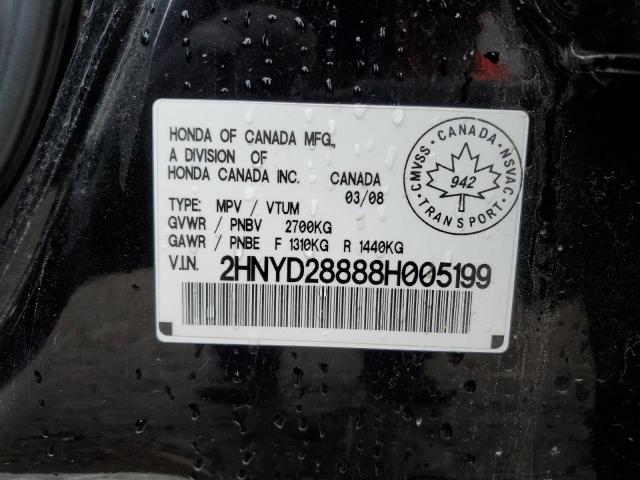 HONDA OF CANADA MFG.,
A DIVISION OF
HONDA CANADA INC. CANADA
03/08
TYPE: MPV / VTUM
GVWR / PNBV 2700KG
GAWR / PNBE F 1310KG R 1440KG
V.I.N. 2HNYD28888H005199
CMVSS · CANADA · NSVAC
942
TRANSPORT